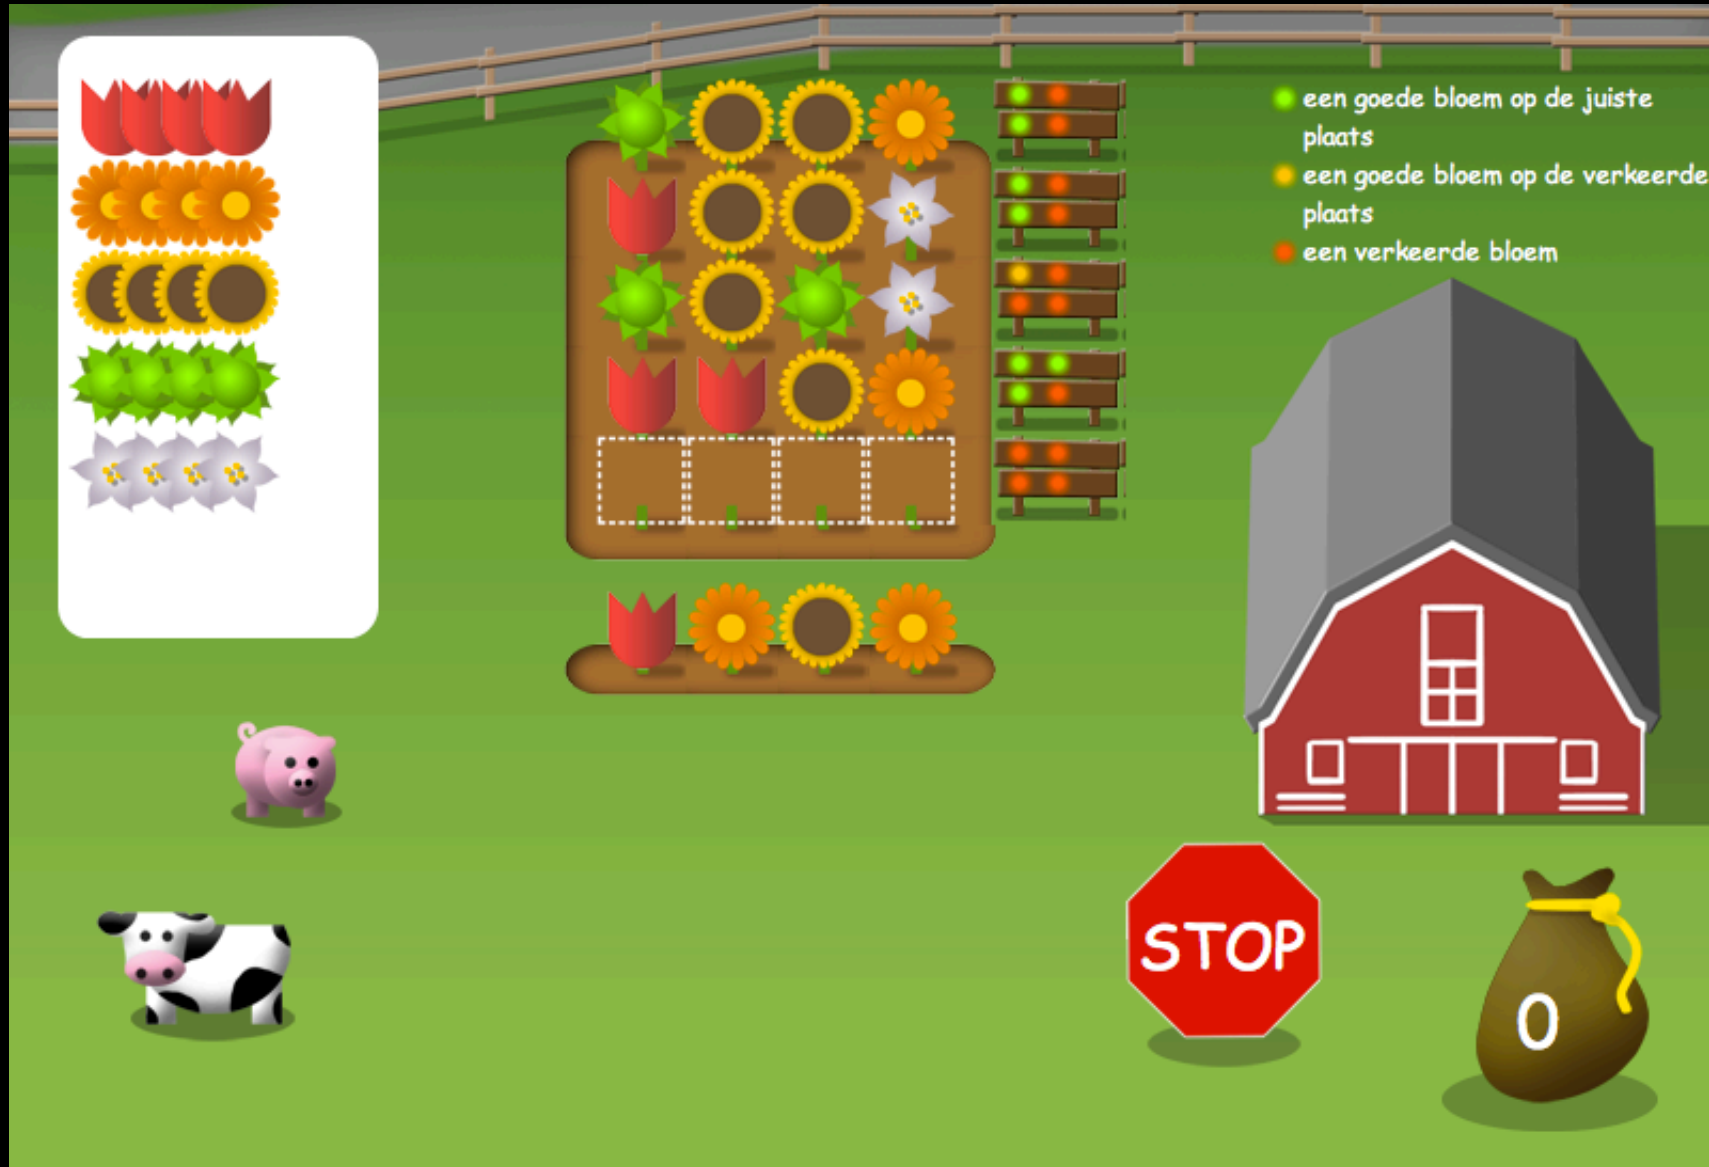 een goede bloem op de juiste
plaats
een goede bloem op de verkeerde
plaats
een verkeerde bloem
STOP
0